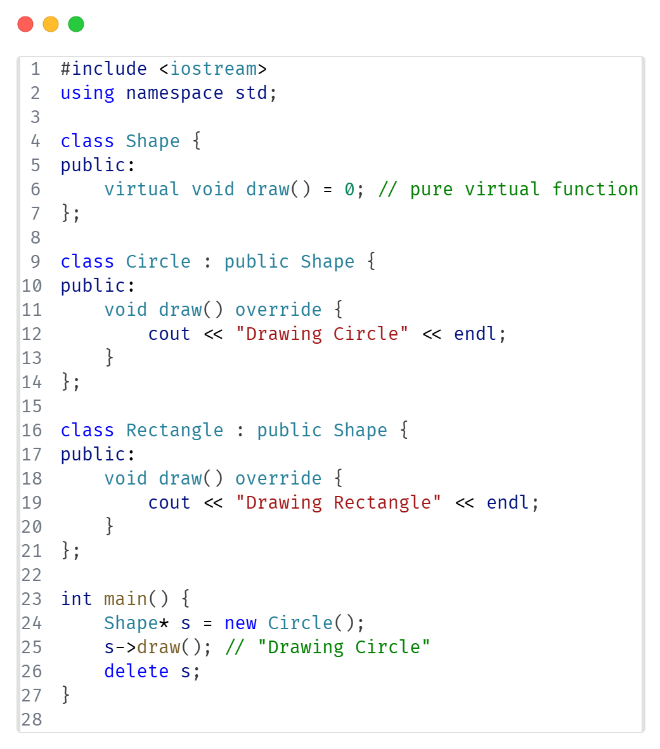 1 #include <iostream>
2 using namespace std;
3
4 class Shape {
5 public:
6     virtual void draw() = 0; // pure virtual function
7 };
8
9 class Circle : public Shape {
10 public:
11     void draw() override {
12         cout << "Drawing Circle" << endl;
13     }
14 };
15
16 class Rectangle : public Shape {
17 public:
18     void draw() override {
19         cout << "Drawing Rectangle" << endl;
20     }
21 };
22
23 int main() {
24     Shape* s = new Circle();
25     s->draw(); // "Drawing Circle"
26     delete s;
27 }
28